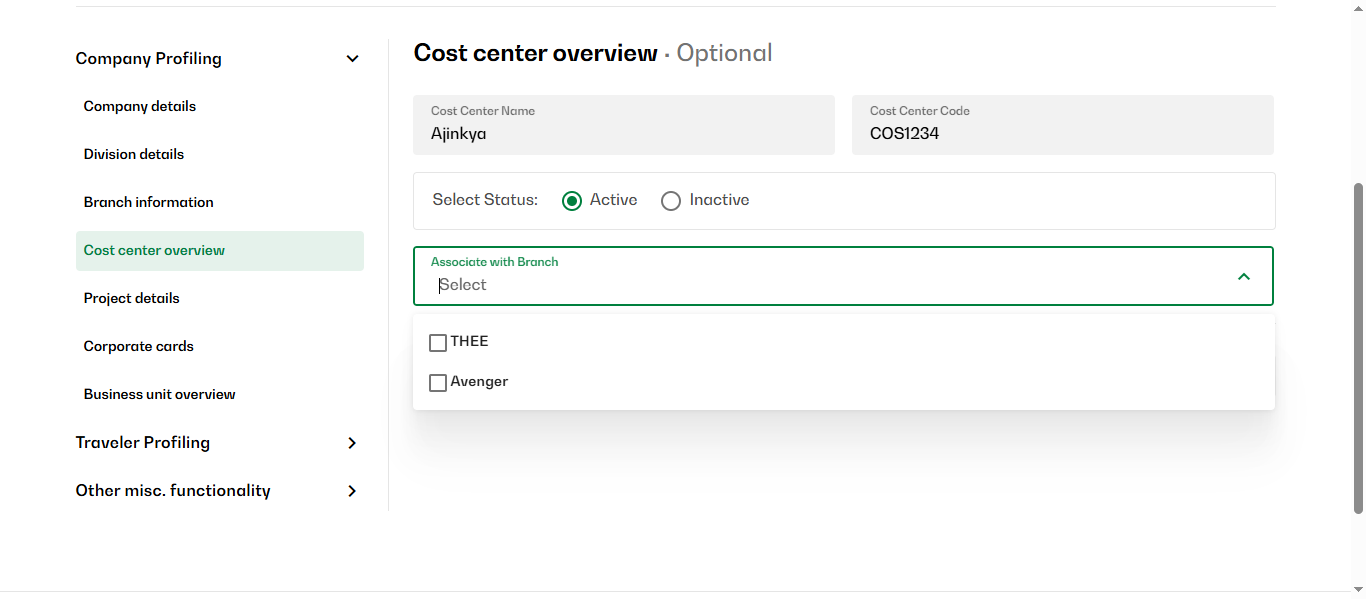 Company Profiling
Company details
Division details
Branch information
Cost center overview
Project details
Corporate cards
Business unit overview
Traveler Profiling
Other misc. functionality
Cost center overview · Optional
Cost Center Name
Ajinkya
Cost Center Code
COS1234
Select Status: Active Inactive
Associate with Branch
Select
THEE
Avenger